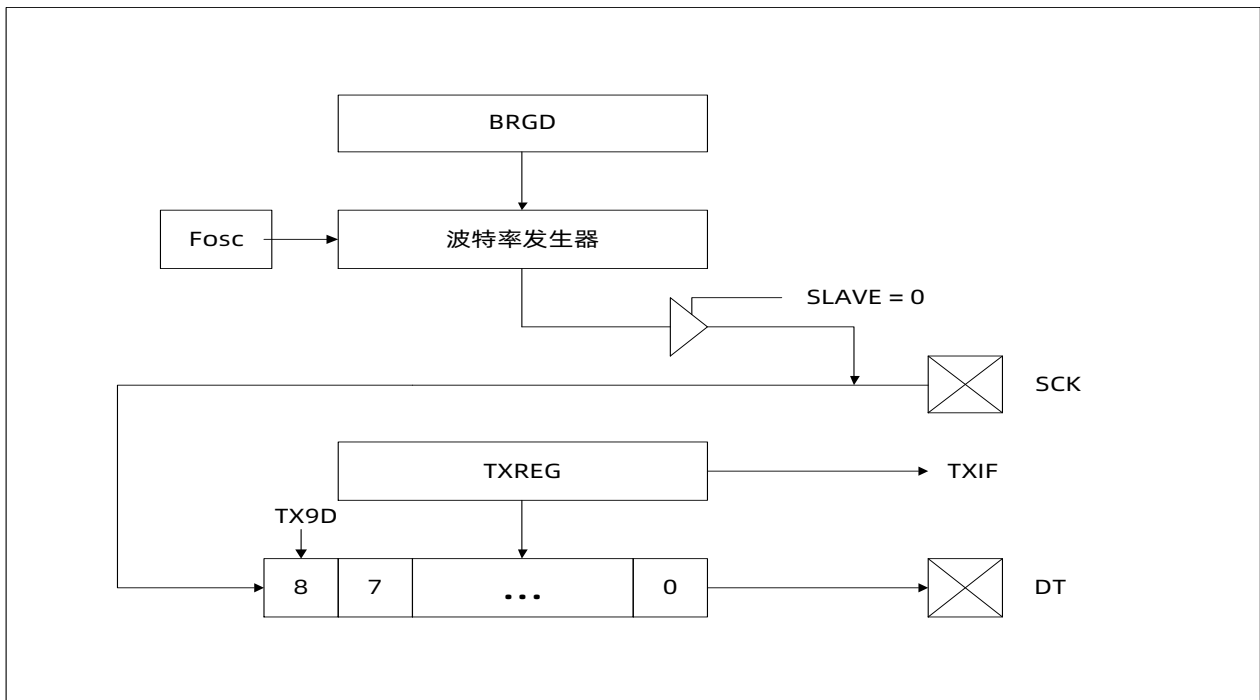 BRGD
Fosc
波特率发生器
SLAVE = 0
SCK
TXREG
TXIF
TX9D
8
7
...
0
DT